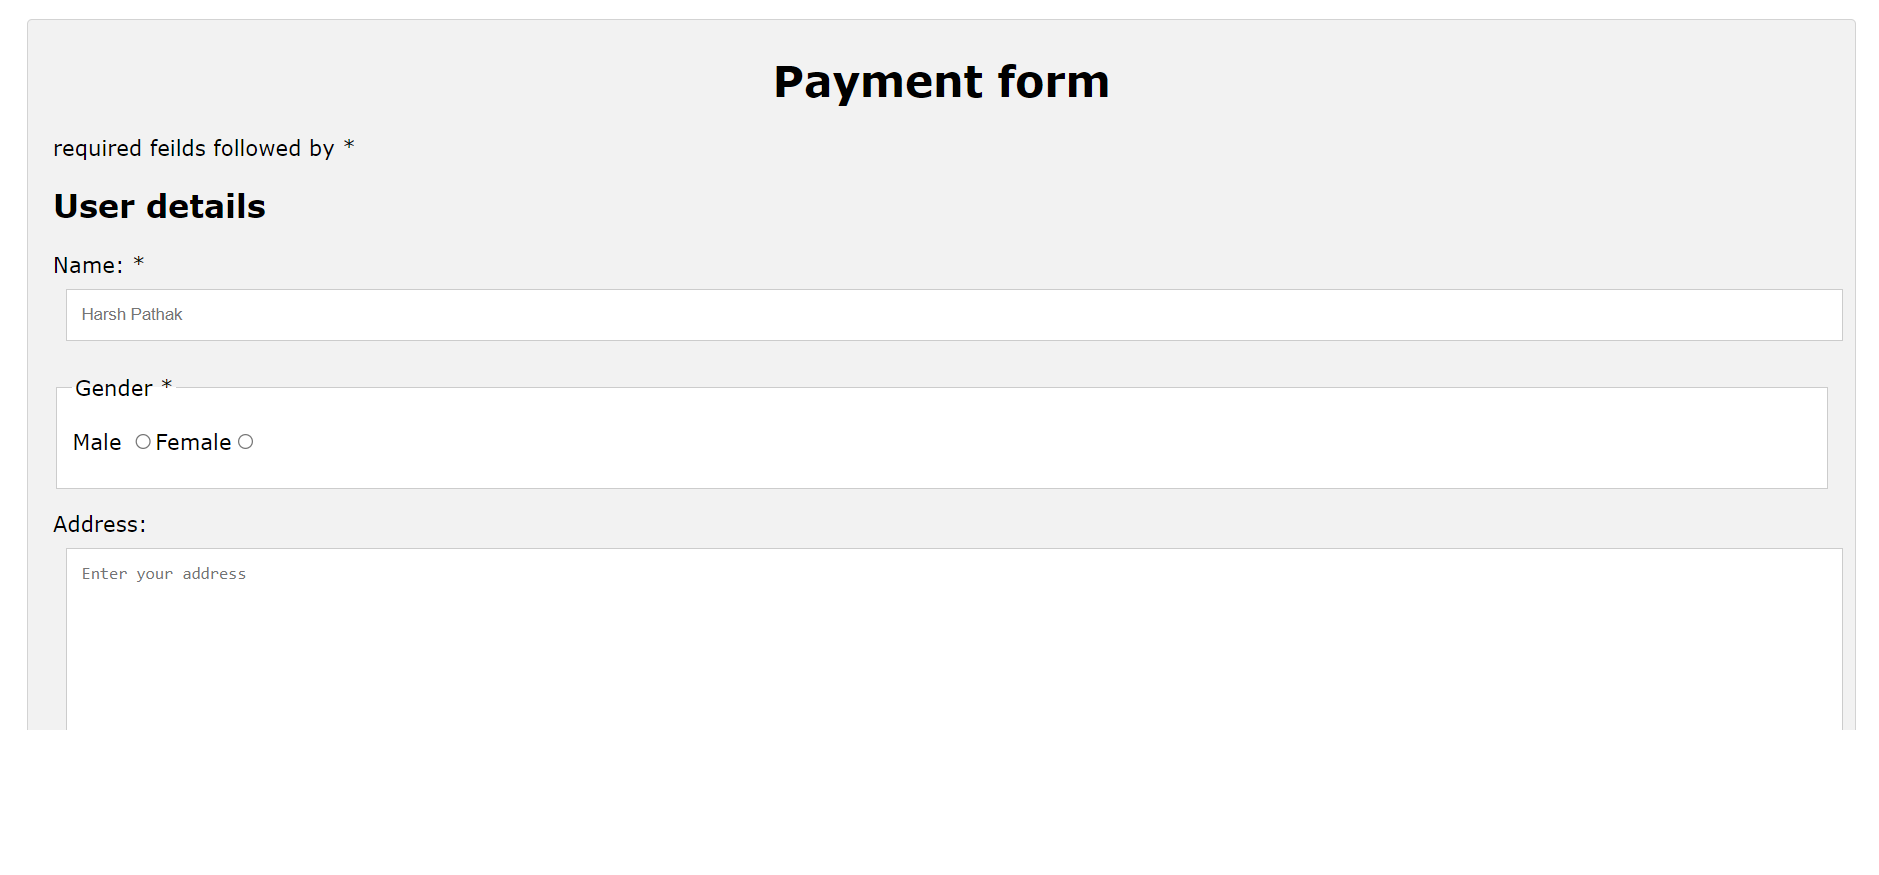 Payment form
required feilds followed by *
User details
Name: *
Harsh Pathak
Gender *
Male Female
Address:
Enter your address